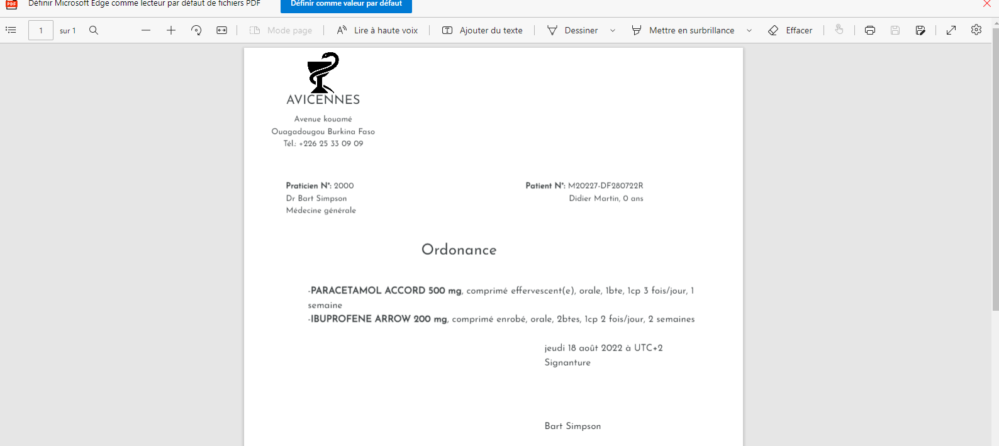 PDF
Définir Microsoft Edge comme lecteur par défaut de fichiers PDF
Définir comme valeur par défaut
1
sur 1
Mode page
Lire à haute voix
Ajouter du texte
Dessiner
Mettre en surbrillance
Effacer
AVICENNES
Avenue kouamé
Ouagadougou Burkina Faso
Tél.: +226 25 33 09 09
Praticien N°: 2000
Dr Bart Simpson
Médecine générale
Patient N°: M20227-DF280722R
Didier Martin, 0 ans
Ordonance
-PARACETAMOL ACCORD 500 mg, comprimé effervescent(e), orale, 1bte, 1cp 3 fois/jour, 1
semaine
-IBUPROFENE ARROW 200 mg, comprimé enrobé, orale, 2btes, 1cp 2 fois/jour, 2 semaines
jeudi 18 août 2022 à UTC+2
Signanture
Bart Simpson